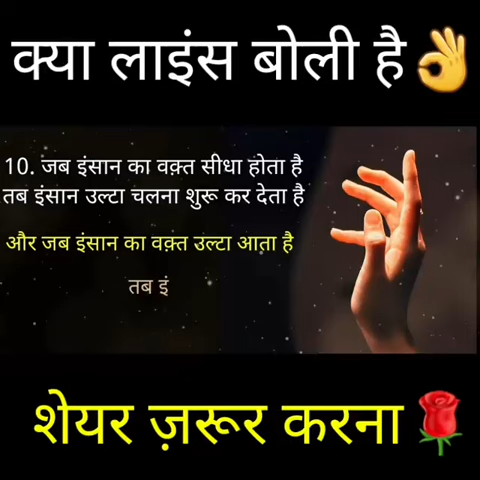 क्या लाइंस बोली है👌
10. जब इंसान का वक़्त सीधा होता है
तब इंसान उल्टा चलना शुरू कर देता है
और जब इंसान का वक़्त उल्टा आता है
तब इं
शेयर ज़रूर करना🌹